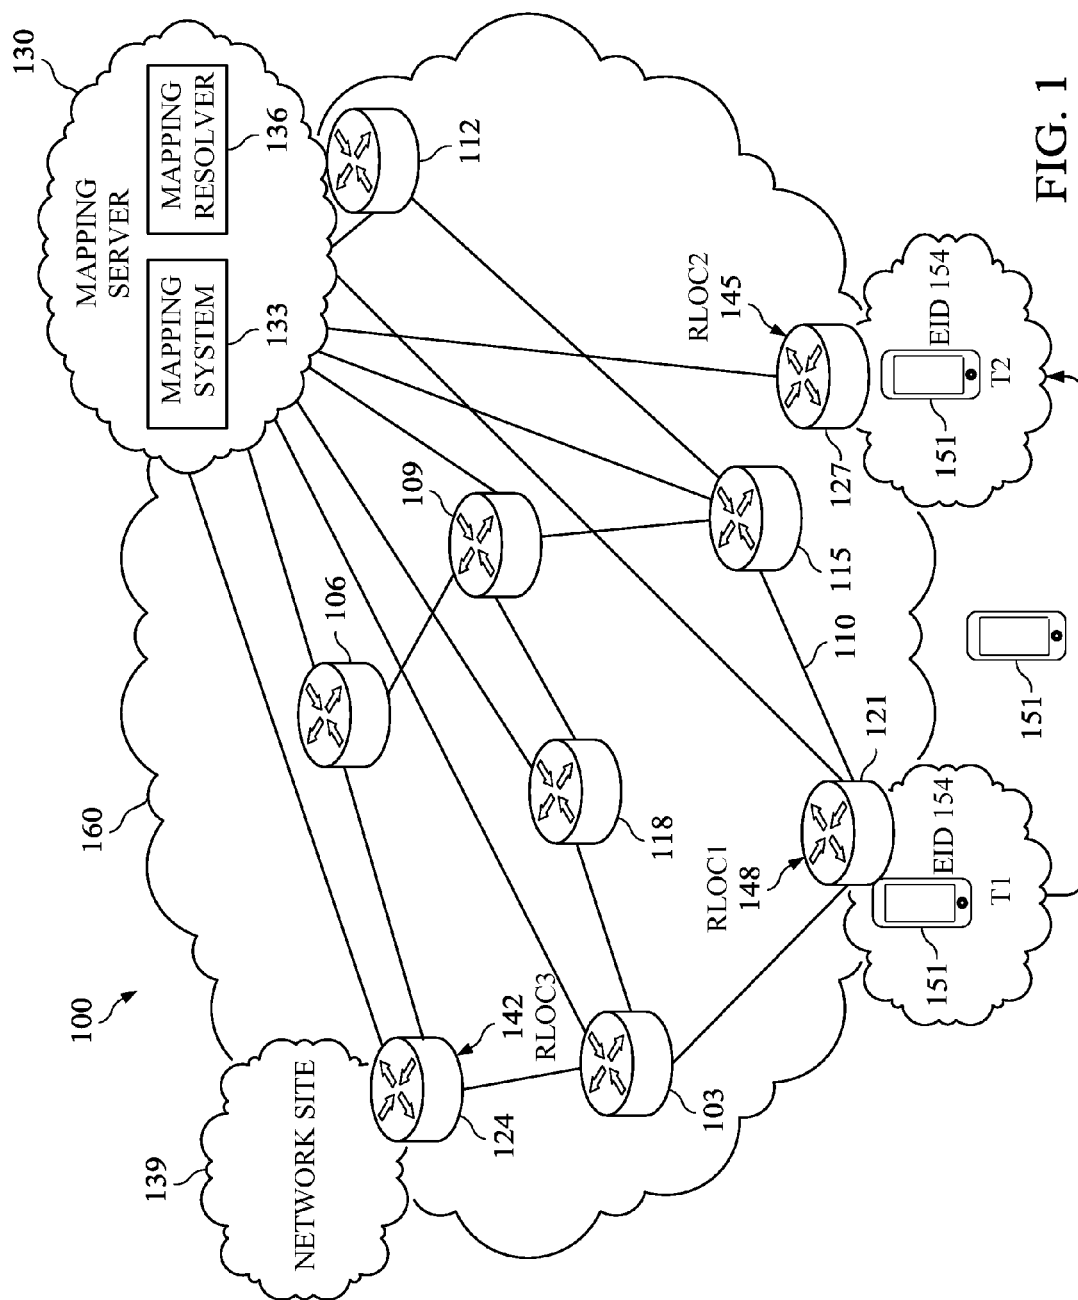 100
160
130
MAPPING
SERVER
MAPPING
SYSTEM
133
MAPPING
RESOLVER
136
139
NETWORK SITE
124
142
RLOC3
103
106
109
112
118
115
110
RLOC1
148
121
RLOC2
145
127
151
EID 154
T1
151
151
EID 154
T2
FIG. 1